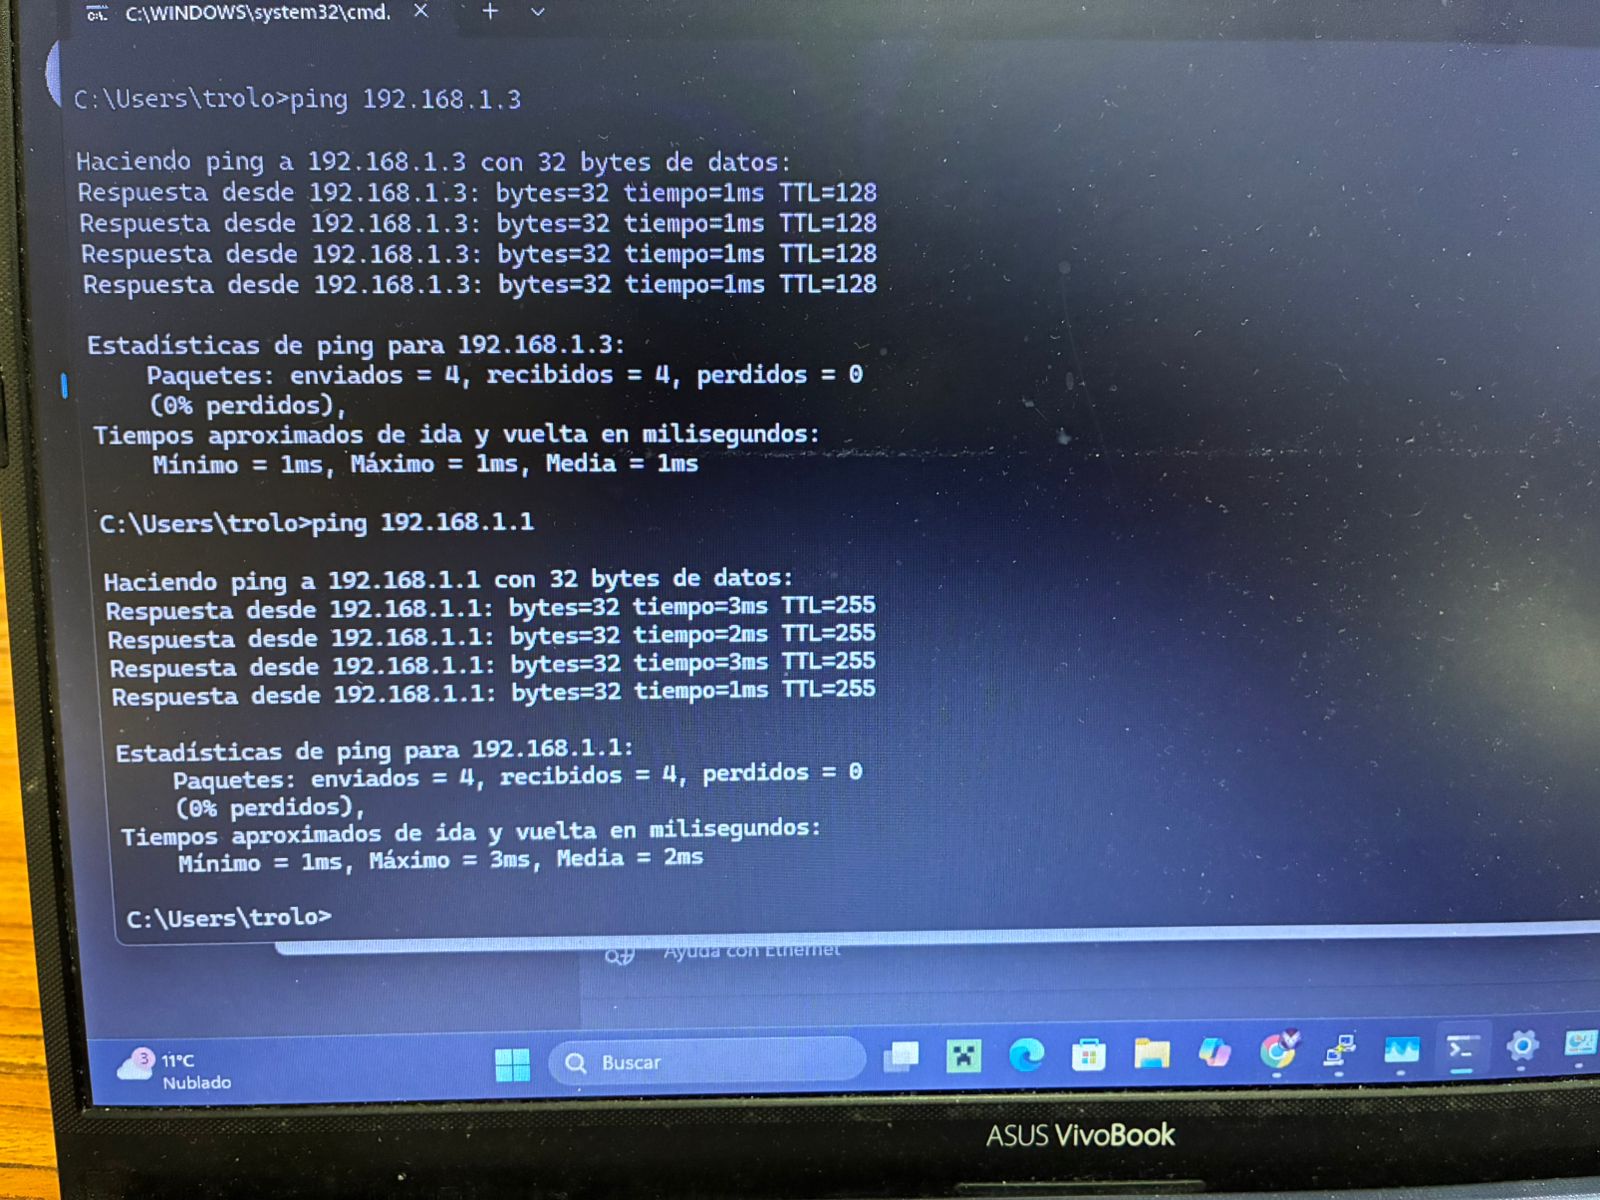 C:\WINDOWS\system32\cmd.
C:\Users\trolo>ping 192.168.1.3
Haciendo ping a 192.168.1.3 con 32 bytes de datos:
Respuesta desde 192.168.1.3: bytes=32 tiempo=1ms TTL=128
Respuesta desde 192.168.1.3: bytes=32 tiempo=1ms TTL=128
Respuesta desde 192.168.1.3: bytes=32 tiempo=1ms TTL=128
Respuesta desde 192.168.1.3: bytes=32 tiempo=1ms TTL=128
Estadísticas de ping para 192.168.1.3:
Paquetes: enviados = 4, recibidos = 4, perdidos = 0
(0% perdidos),
Tiempos aproximados de ida y vuelta en milisegundos:
Mínimo = 1ms, Máximo = 1ms, Media = 1ms
C:\Users\trolo>ping 192.168.1.1
Haciendo ping a 192.168.1.1 con 32 bytes de datos:
Respuesta desde 192.168.1.1: bytes=32 tiempo=3ms TTL=255
Respuesta desde 192.168.1.1: bytes=32 tiempo=2ms TTL=255
Respuesta desde 192.168.1.1: bytes=32 tiempo=3ms TTL=255
Respuesta desde 192.168.1.1: bytes=32 tiempo=1ms TTL=255
Estadísticas de ping para 192.168.1.1:
Paquetes: enviados = 4, recibidos = 4, perdidos = 0
(0% perdidos),
Tiempos aproximados de ida y vuelta en milisegundos:
Mínimo = 1ms, Máximo = 3ms, Media = 2ms
C:\Users\trolo>
Ayuda con Ethernet
3
11°C
Nublado
Buscar
ASUS VivoBook